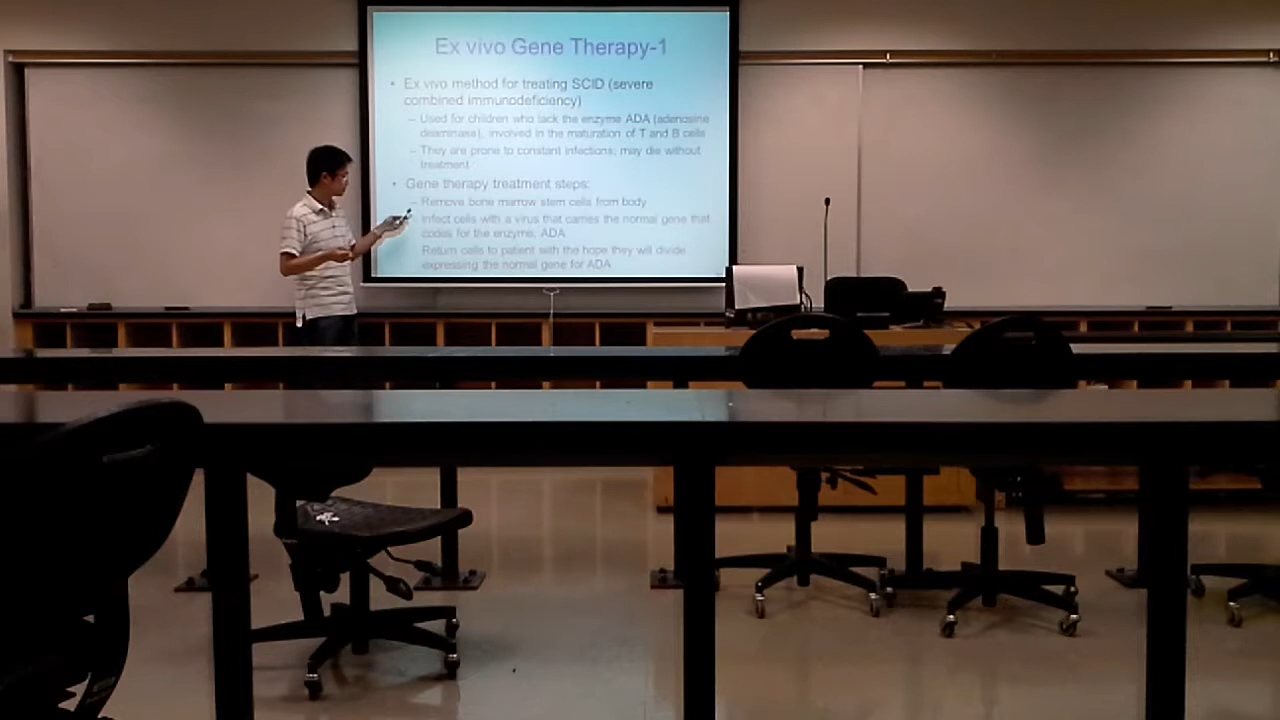 Ex vivo Gene Therapy-1
• Ex vivo method for treating SCID (severe
combined immunodeficiency)
– Used for children who lack the enzyme ADA (adenosine
deaminase), involved in the maturation of T and B cells
– They are prone to constant infections; may die without
treatment
• Gene therapy treatment steps:
– Remove bone marrow stem cells from body
Infect cells with a virus that carries the normal gene that
codes for the enzyme, ADA
Return cells to patient with the hope they will divide
expressing the normal gene for ADA